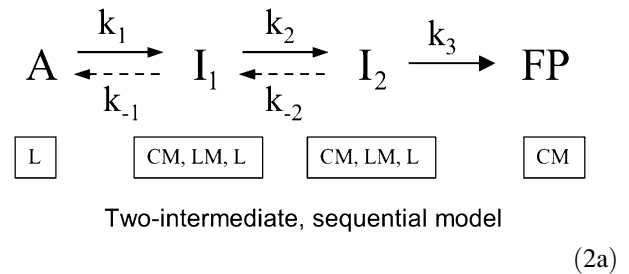 k1 k2 k3
A I1 I2 FP
k-1 k-2
L CM, LM, L CM, LM, L CM
Two-intermediate, sequential model
(2a)